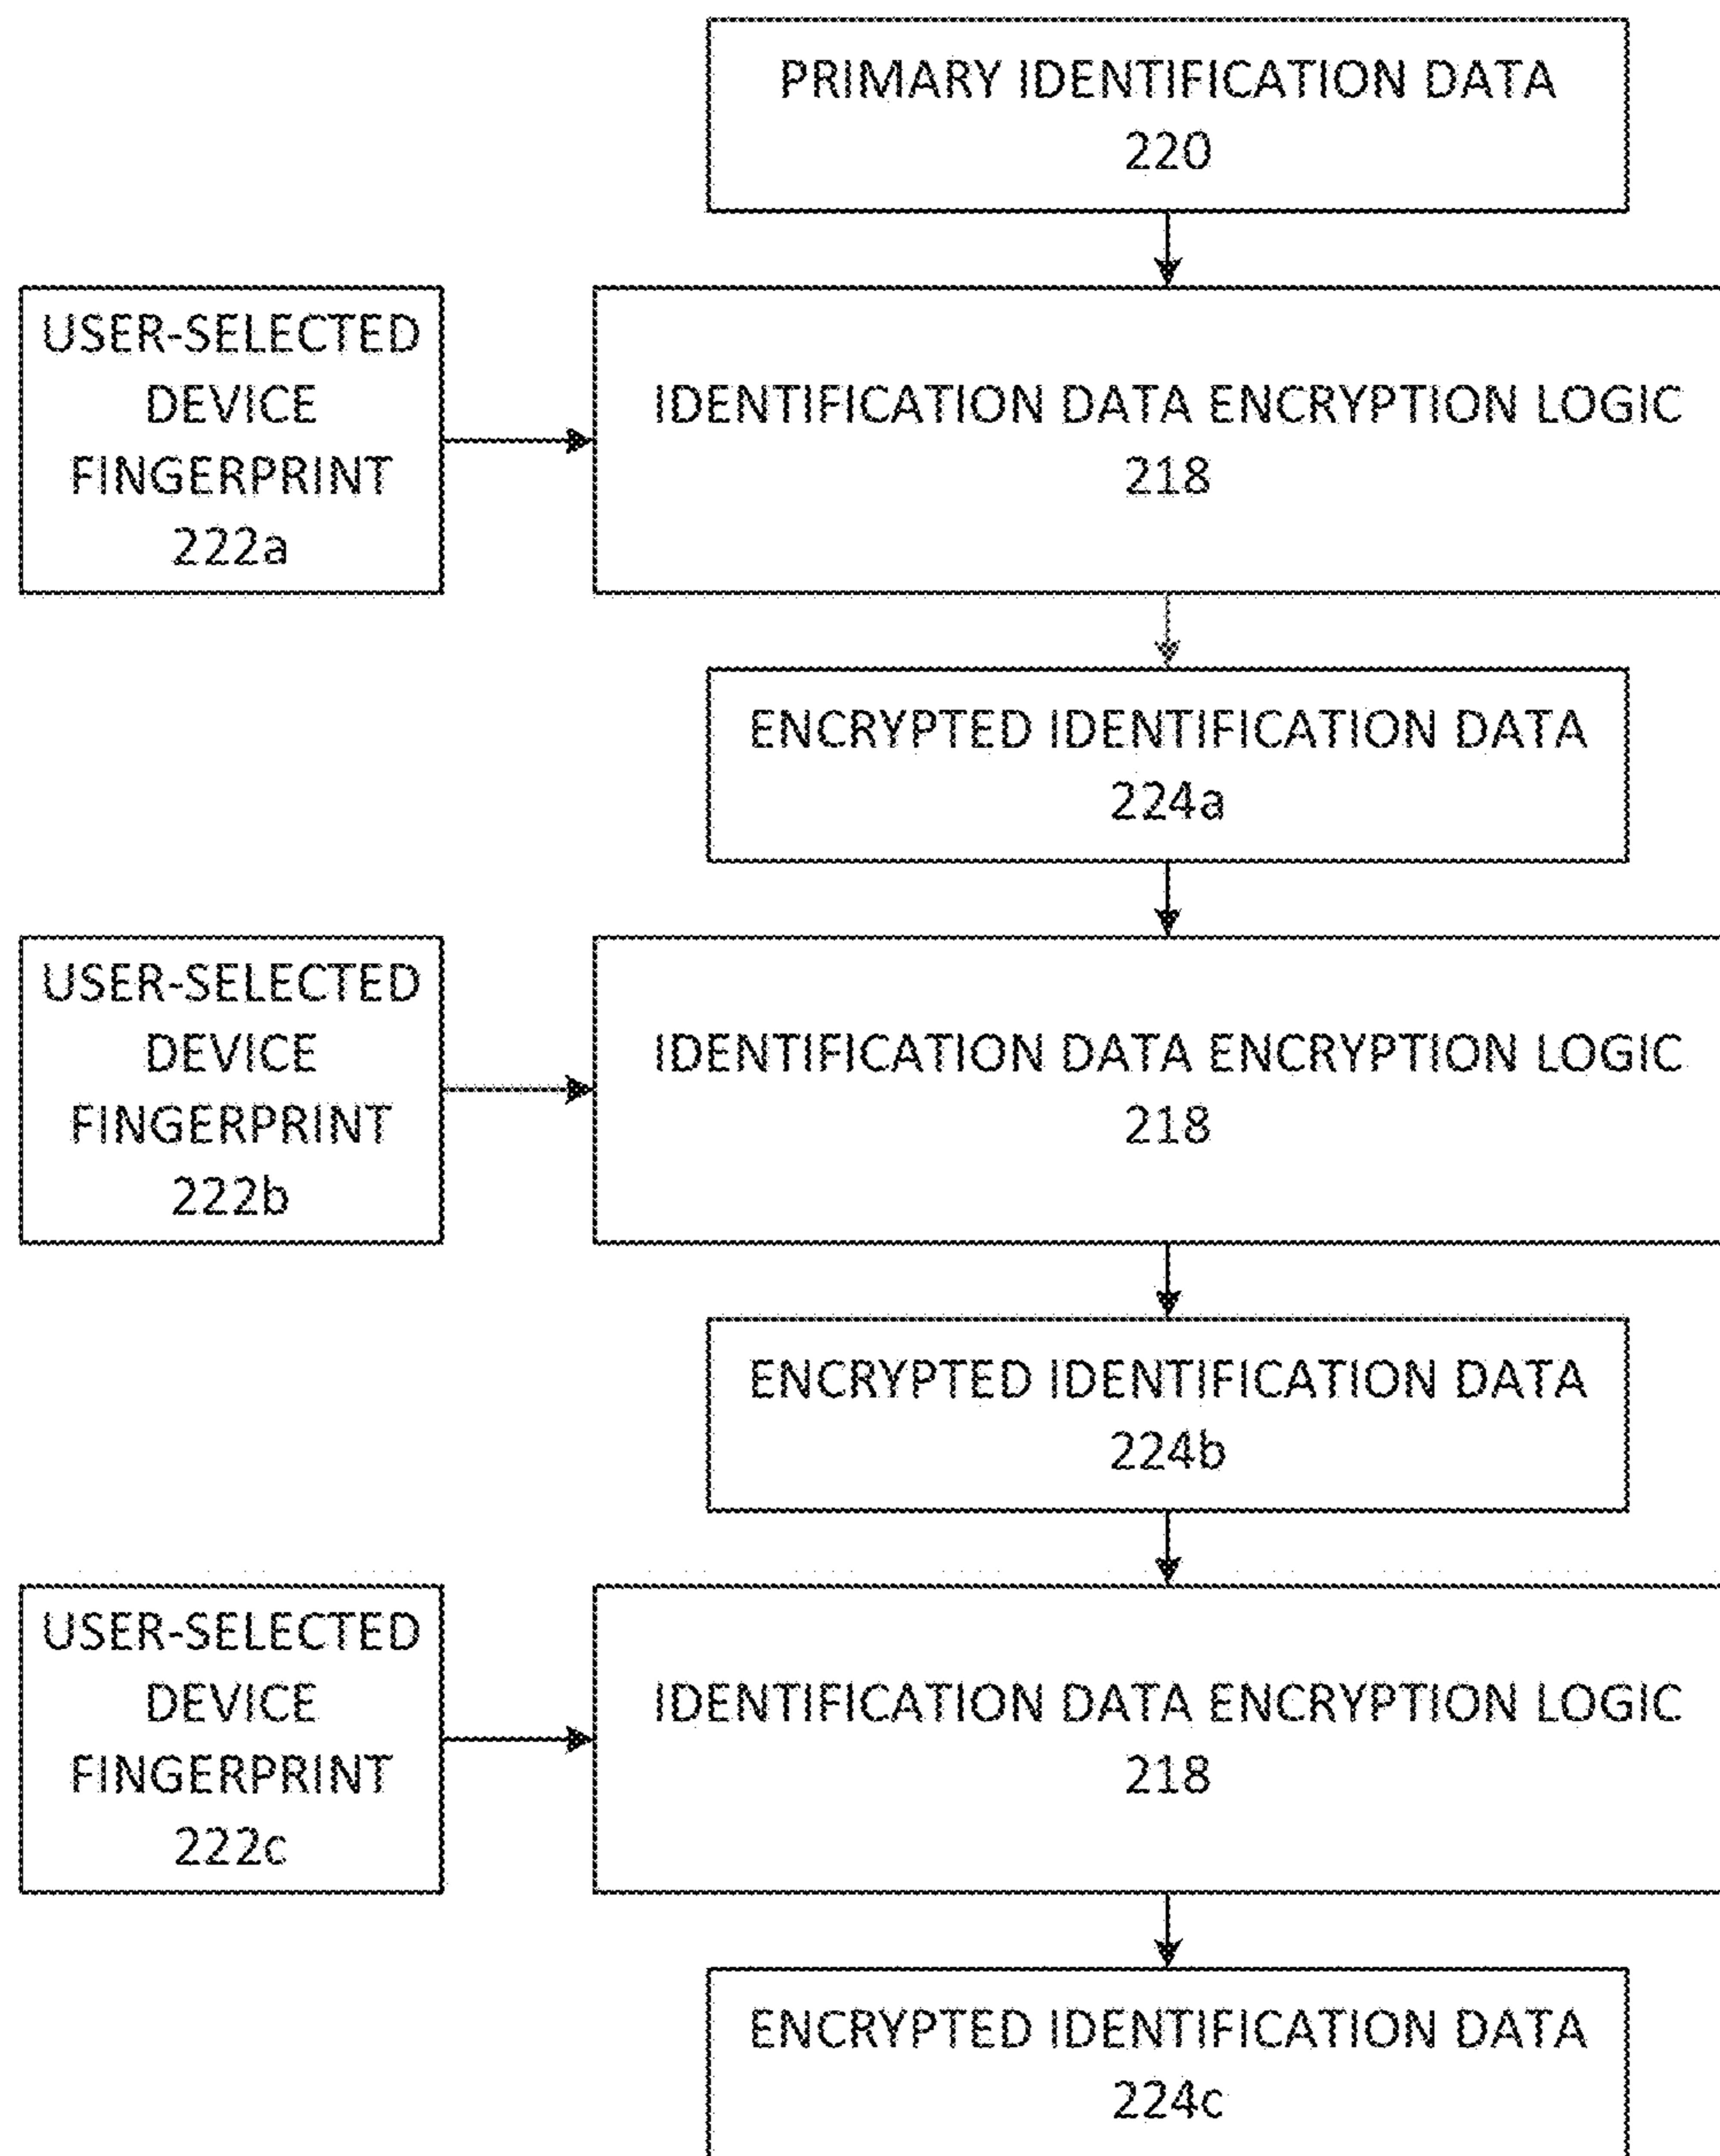 PRIMARY IDENTIFICATION DATA
220
USER-SELECTED
DEVICE
FINGERPRINT
222a
IDENTIFICATION DATA ENCRYPTION LOGIC
218
ENCRYPTED IDENTIFICATION DATA
224a
USER-SELECTED
DEVICE
FINGERPRINT
222b
IDENTIFICATION DATA ENCRYPTION LOGIC
218
ENCRYPTED IDENTIFICATION DATA
224b
USER-SELECTED
DEVICE
FINGERPRINT
222c
IDENTIFICATION DATA ENCRYPTION LOGIC
218
ENCRYPTED IDENTIFICATION DATA
224c